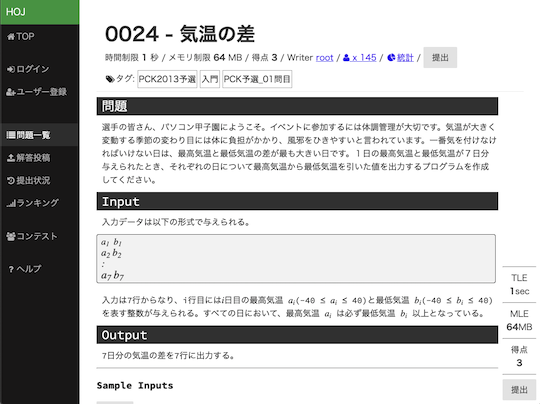 HOJ
TOP
ログイン
ユーザー登録
問題一覧
解答投稿
提出状況
ランキング
コンテスト
? ヘルプ
0024 - 気温の差
時間制限 1 秒 / メモリ制限 64 MB / 得点 3 / Writer root / x 145 / 統計 / 提出
タグ: PCK2013予選 入門 PCK予選_01問目
問題
選手の皆さん、パソコン甲子園にようこそ。イベントに参加するには体調管理が大切です。気温が大きく
変動する季節の変わり目には体に負担がかかり、風邪をひきやすいと言われています。一番気を付けなけ
ればいけない日は、最高気温と最低気温の差が最も大きい日です。1日の最高気温と最低気温が7日分
与えられたとき、それぞれの日について最高気温から最低気温を引いた値を出力するプログラムを作成
してください。
Input
入力データは以下の形式で与えられる。
a1 b1
a2 b2
:
a7 b7
入力は7行からなり、i行目にはi日目の最高気温 ai(-40 ≤ ai ≤ 40)と最低気温 bi(-40 ≤ bi ≤ 40)
を表す整数が与えられる。すべての日において、最高気温 ai は必ず最低気温 bi 以上となっている。
Output
7日分の気温の差を7行に出力する。
Sample Inputs
TLE
1sec
MLE
64MB
得点
3
提出